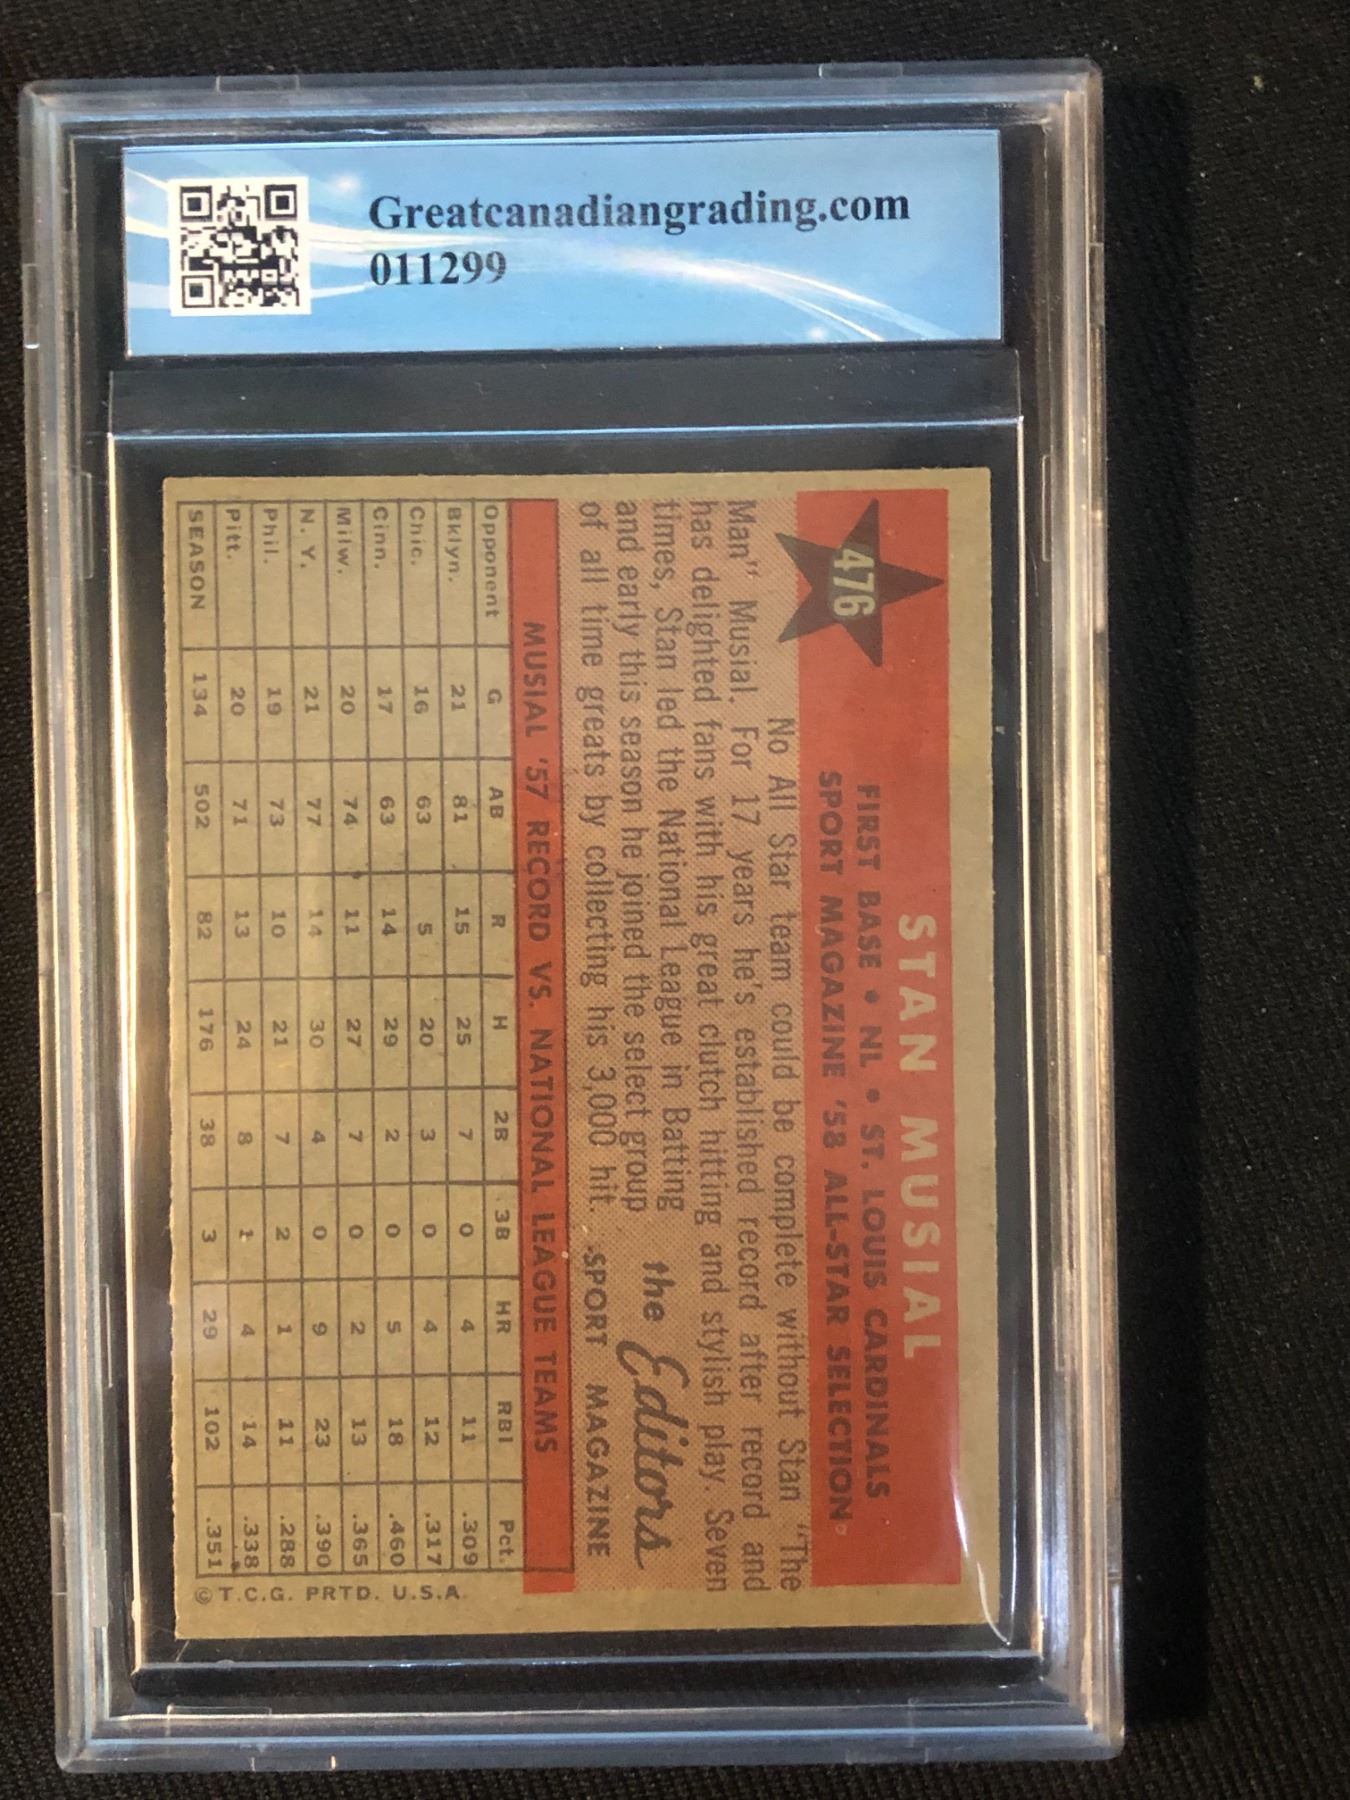 Greatcanadiangrading.com
011299
476
STAN MUSIAL
FIRST BASE • NL • ST. LOUIS CARDINALS
SPORT MAGAZINE '58 ALL-STAR SELECTION
No All Star team could be complete without Stan "The
Man" Musial. For 17 years he's established record after record and
has delighted fans with his great clutch hitting and stylish play. Seven
times, Stan led the National League in Batting
and early this season he joined the select group
of all time greats by collecting his 3,000 hit.
the Editors
-SPORT MAGAZINE
MUSIAL '57 RECORD VS. NATIONAL LEAGUE TEAMS
Opponent G AB R H 2B 3B HR RBI Pct.
Bklyn. 21 81 15 25 7 0 4 11 .309
Chic. 16 63 5 20 3 0 4 12 .317
Cinn. 17 63 14 29 2 0 5 18 .460
Milw. 20 74 11 27 7 0 2 13 .365
N.Y. 21 77 14 30 4 0 9 23 .390
Phil. 19 73 10 21 7 2 1 11 .288
Pitt. 20 71 13 24 8 1 4 14 .338
SEASON 134 502 82 176 38 3 29 102 .351
© T.C.G. PRTD. U.S.A.